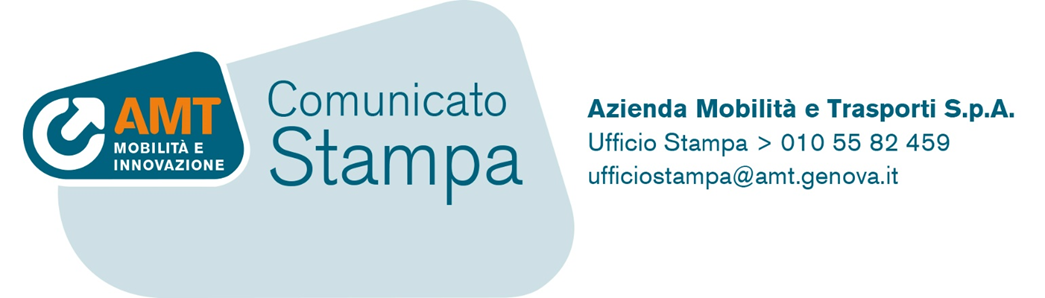 AMT
MOBILITÀ E
INNOVAZIONE
Comunicato
Stampa
Azienda Mobilità e Trasporti S.p.A.
Ufficio Stampa > 010 55 82 459
ufficiostampa@amt.genova.it